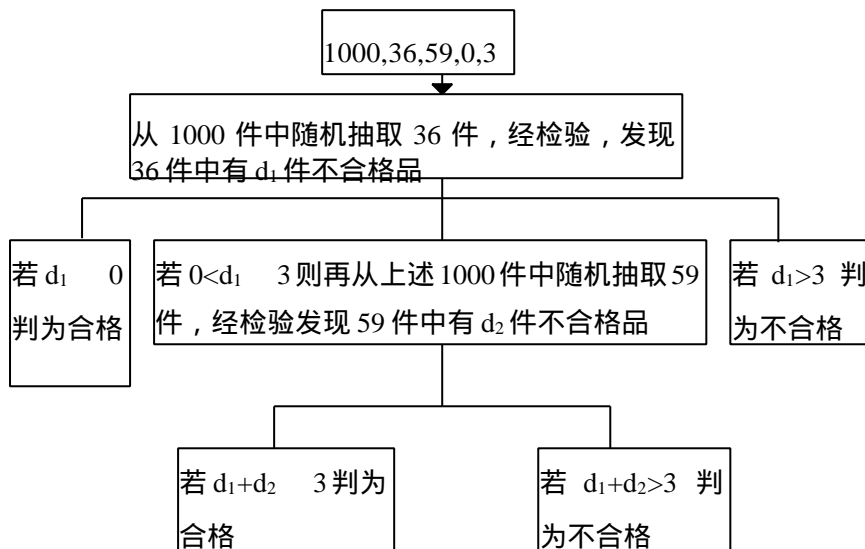 1000,36,59,0,3
从 1000 件中随机抽取 36 件，经检验，发现
36 件中有 d₁ 件不合格品
若 d₁ 0
判为合格
若 0<d₁ 3 则再从上述 1000 件中随机抽取 59
件，经检验发现 59 件中有 d₂ 件不合格品
若 d₁>3 判
为不合格
若 d₁+d₂ 3 判为
合格
若 d₁+d₂>3 判
为不合格